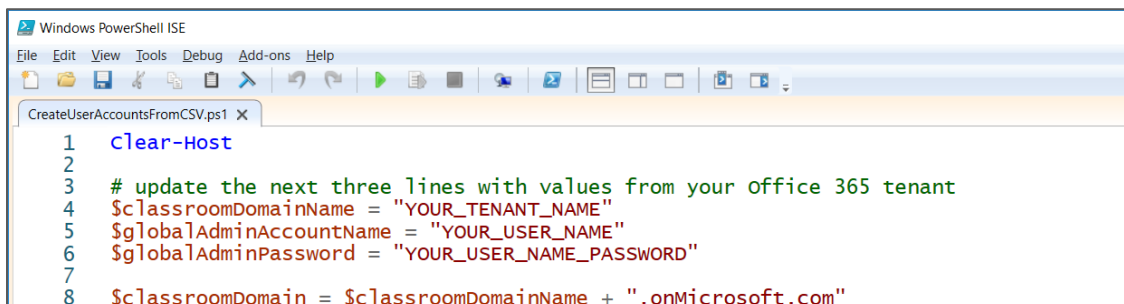 Windows PowerShell ISE
File Edit View Tools Debug Add-ons Help
CreateUserAccountsFromCSV.ps1 X
1 Clear-Host
2
3 # update the next three lines with values from your Office 365 tenant
4 $classroomDomainName = "YOUR_TENANT_NAME"
5 $globalAdminAccountName = "YOUR_USER_NAME"
6 $globalAdminPassword = "YOUR_USER_NAME_PASSWORD"
7
8 $classroomDomain = $classroomDomainName + ".onMicrosoft.com"